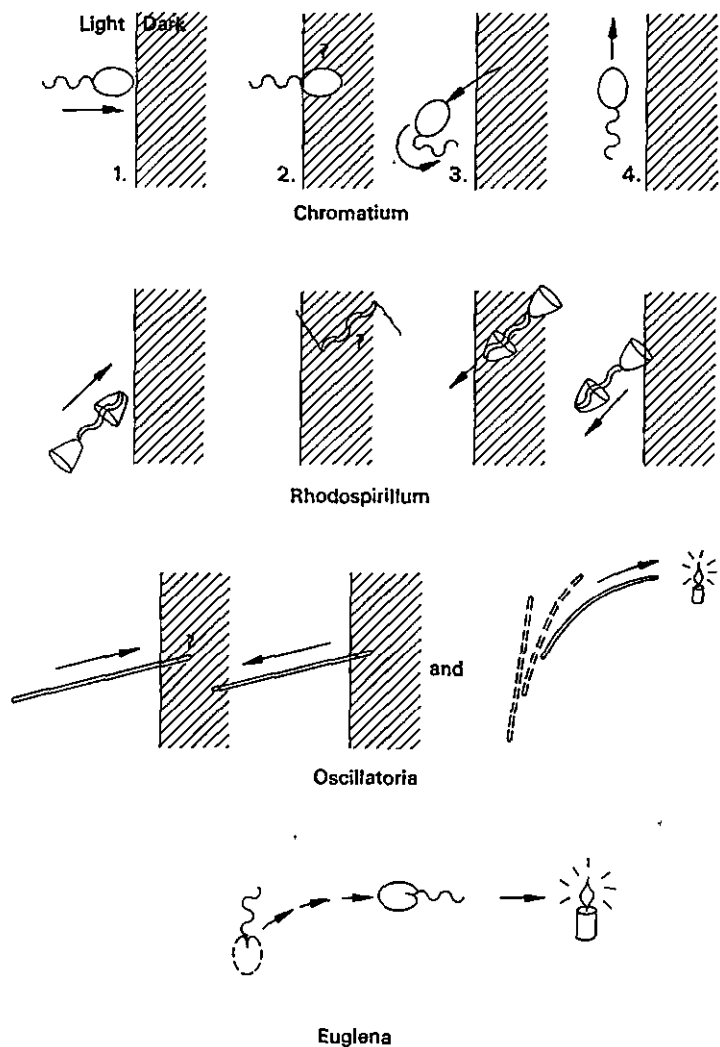 Light Dark
?
1. 2. 3. 4.
Chromatium
?
Rhodospirillum
?
and
Oscillatoria
Euglena